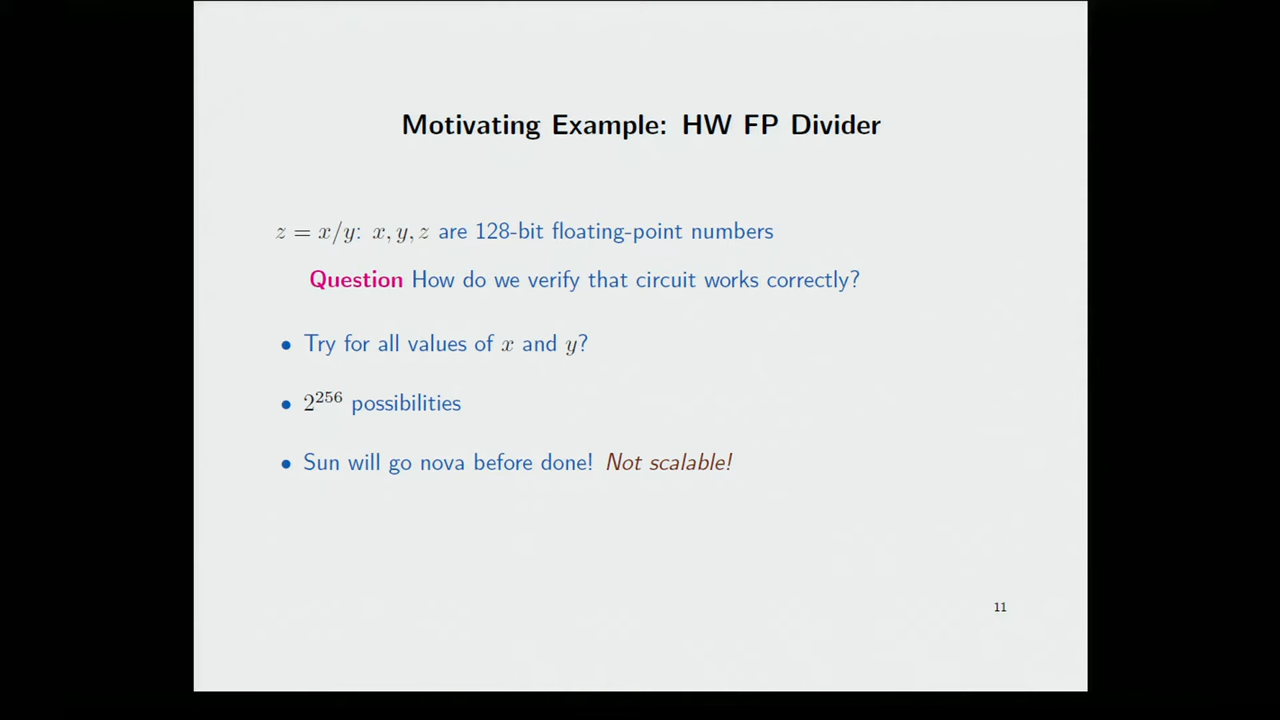 Motivating Example: HW FP Divider
z = x/y: x, y, z are 128-bit floating-point numbers
Question How do we verify that circuit works correctly?
• Try for all values of x and y?
• 2^256 possibilities
• Sun will go nova before done! Not scalable!
11